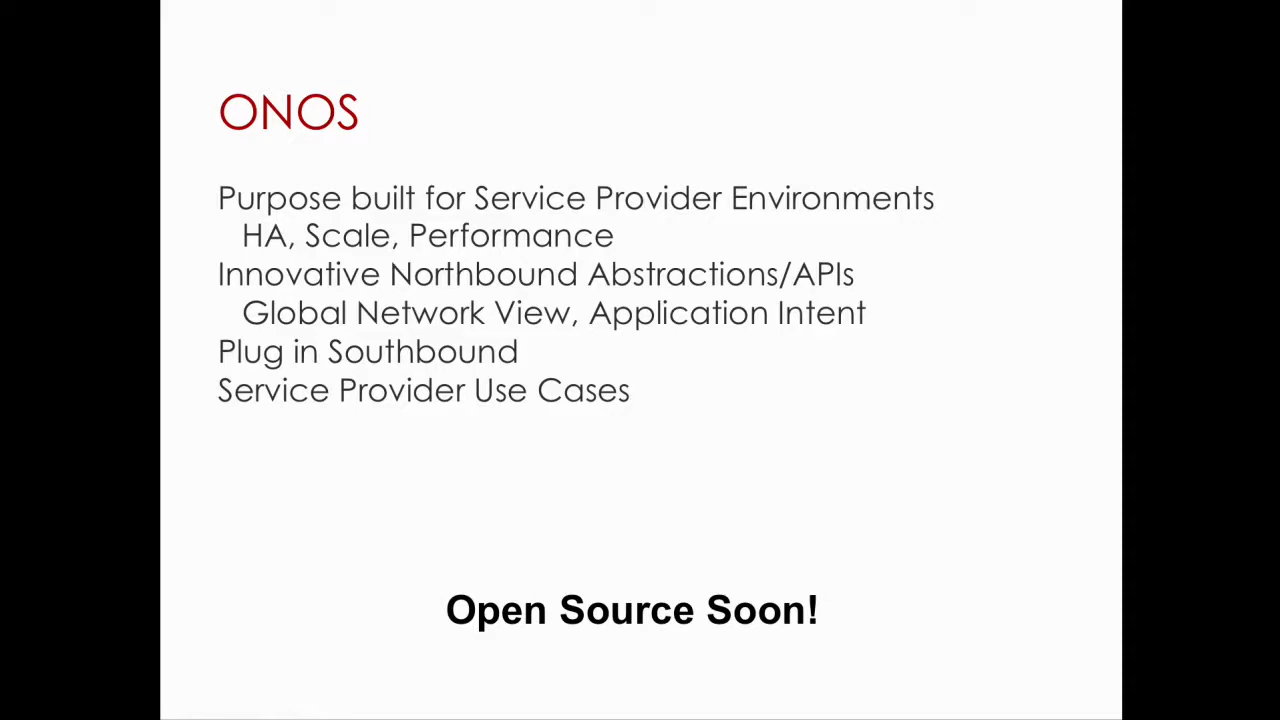 ONOS
Purpose built for Service Provider Environments
HA, Scale, Performance
Innovative Northbound Abstractions/APIs
Global Network View, Application Intent
Plug in Southbound
Service Provider Use Cases
Open Source Soon!